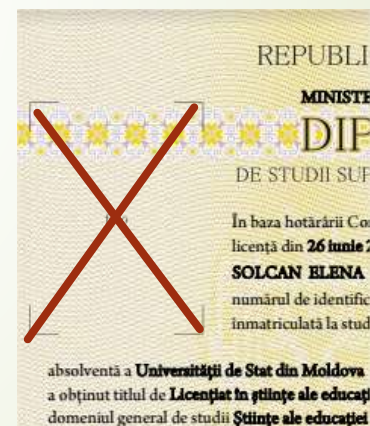 REPUBLI
MINISTE
DIP
DE STUDII SUP
În baza hotărârii Co
licență din 26 iunie 2
SOLCAN ELENA
numărul de identific
înmatriculată la stud
absolventă a Universității de Stat din Moldova
a obținut titlul de Licențiat în științe ale educați
domeniul general de studii Științe ale educației